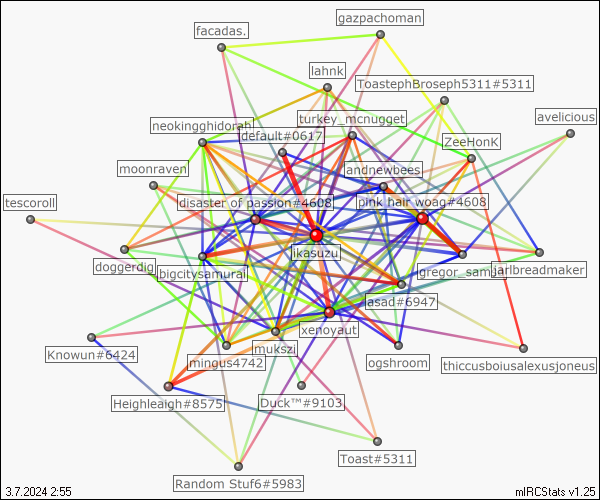 gazpachoman
facadas.
lahnk
ToastephBroseph5311#5311
avelicious
turkey_mcnugget
neokingghidorah
default#0617
ZeeHonK
moonraven
andnewbees
tescoroll
disaster of passion#4608
pink hair woag#4608
ikasuzu
doggerdig
bigcitysamurai
gregor_samsa
jarlbreadmaker
asad#6947
xenoyaut
mukszi
Knowun#6424
mingus4742
ogshroom
thiccusboiusalexusjoneus
Heighleaigh#8575
Duck™#9103
Toast#5311
Random Stuf6#5983
3.7.2024 2:55
mIRCStats v1.25